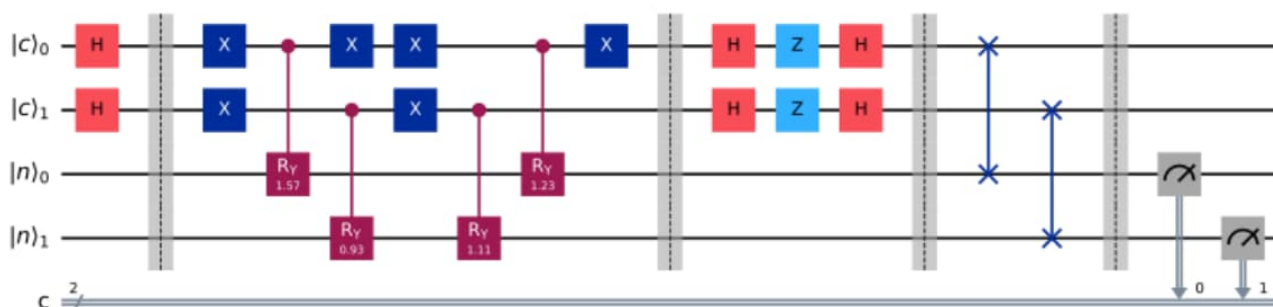 |c⟩₀ H X X X X H Z H
|c⟩₁ H X X H Z H
|n⟩₀ R_Y 1.57 R_Y 1.23
|n⟩₁ R_Y 0.93 R_Y 1.11
c 2 0 1